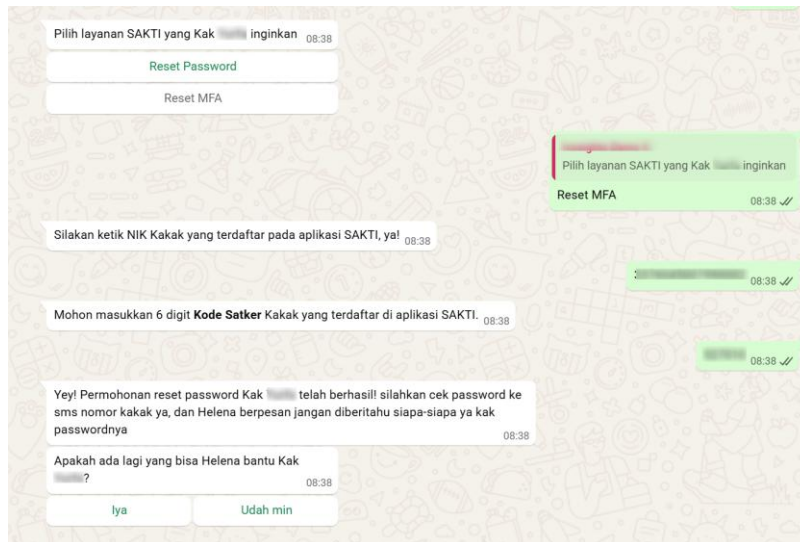 Pilih layanan SAKTI yang Kak inginkan 08:38
Reset Password
Reset MFA
Pilih layanan SAKTI yang Kak inginkan
Reset MFA
08:38
Silakan ketik NIK Kakak yang terdaftar pada aplikasi SAKTI, ya! 08:38
08:38
Mohon masukkan 6 digit Kode Satker Kakak yang terdaftar di aplikasi SAKTI. 08:38
08:38
Yey! Permohonan reset password Kak telah berhasil! silahkan cek password ke
sms nomor kakak ya, dan Helena berpesan jangan diberitahu siapa-siapa ya kak
passwordnya
08:38
Apakah ada lagi yang bisa Helena bantu Kak
?
08:38
Iya
Udah min